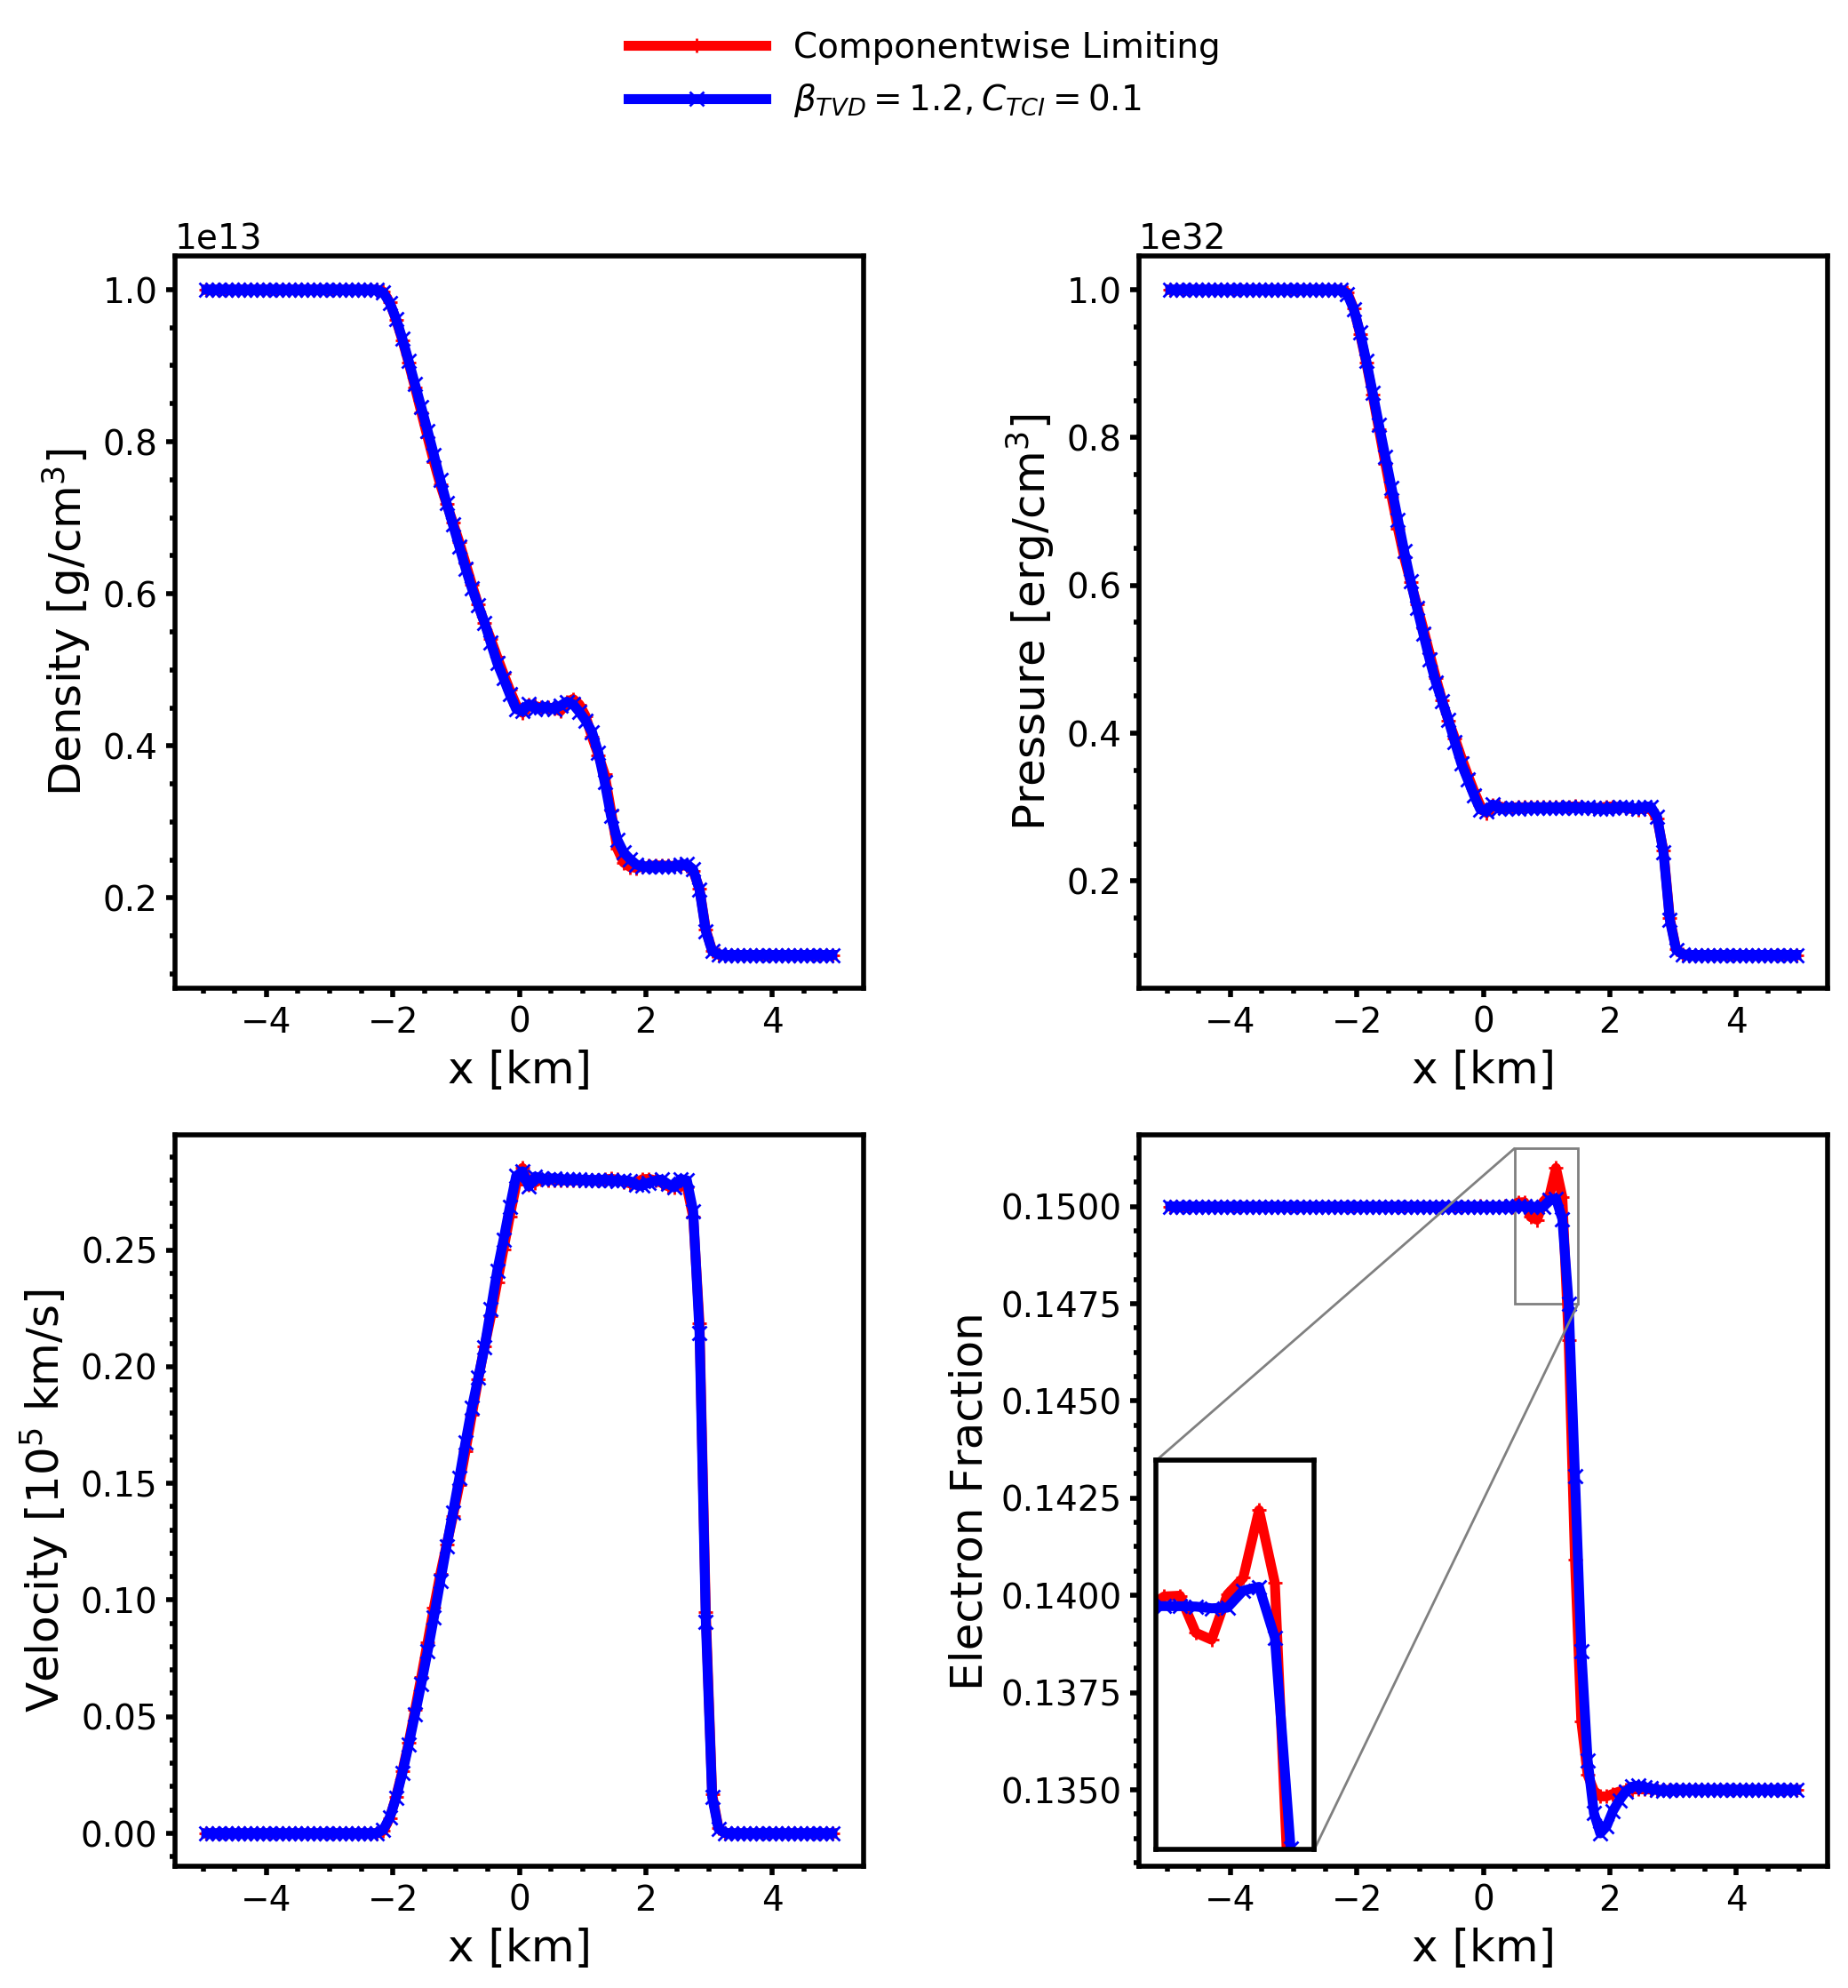 Componentwise Limiting
β_TVD = 1.2, C_TCI = 0.1
1e13
1.0
0.8
0.6
0.4
0.2
Density [g/cm³]
−4 −2 0 2 4
x [km]
1e32
1.0
0.8
0.6
0.4
0.2
Pressure [erg/cm³]
−4 −2 0 2 4
x [km]
0.25
0.20
0.15
0.10
0.05
0.00
Velocity [10⁵ km/s]
−4 −2 0 2 4
x [km]
0.1500
0.1475
0.1450
0.1425
0.1400
0.1375
0.1350
Electron Fraction
−4 −2 0 2 4
x [km]